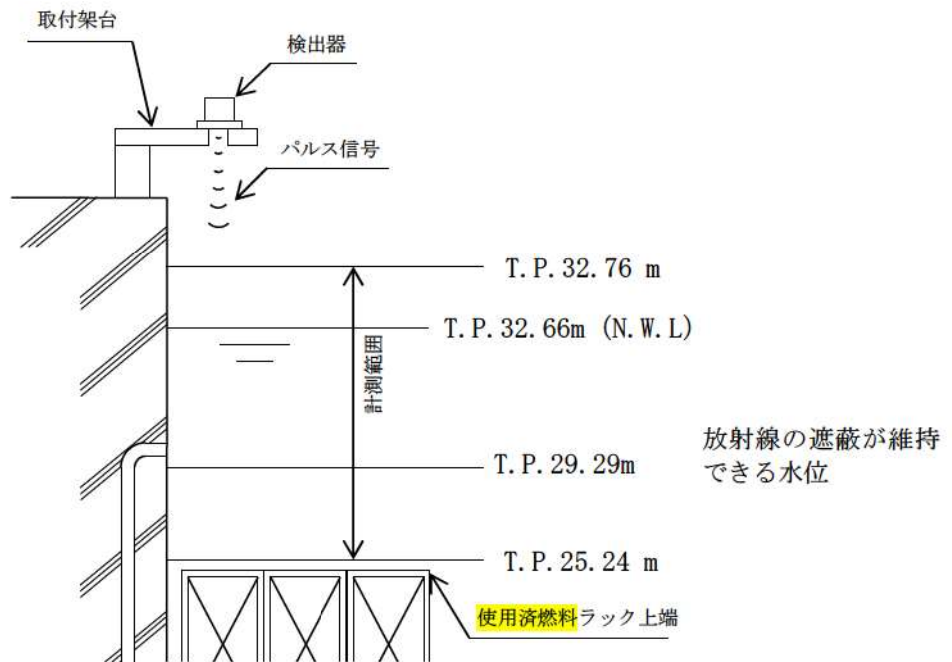 取付架台
検出器
パルス信号
T.P.32.76 m
T.P.32.66m (N.W.L)
計測範囲
放射線の遮蔽が維持
できる水位
T.P.29.29m
T.P.25.24 m
使用済燃料ラック上端